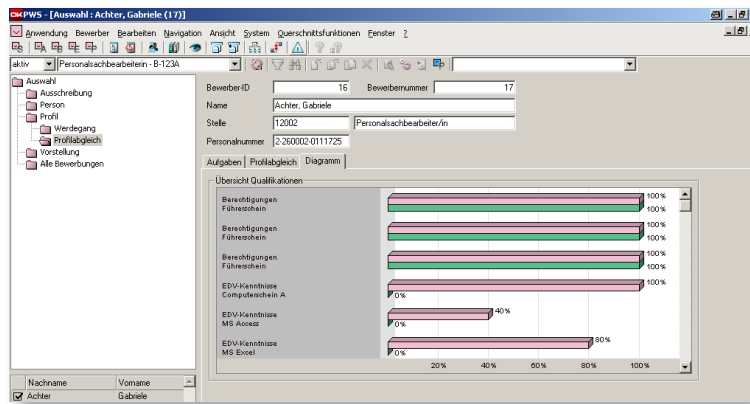 PWS - [Auswahl : Achter, Gabriele (17)]
Anwendung Bewerber Bearbeiten Navigation Ansicht System Querschnittsfunktionen Fenster ?
aktiv Personalsachbearbeiterin - B-123A
Auswahl
Ausschreibung
Person
Profil
Werdegang
Profilabgleich
Vorstellung
Alle Bewerbungen
Nachname Vorname
Achter Gabriele
Bewerber-ID 16 Bewerbernummer 17
Name Achter, Gabriele
Stelle 12002 Personalsachbearbeiter/in
Personalnummer 2-260002-0111725
Aufgaben Profilabgleich Diagramm
Übersicht Qualifikationen
Berechtigungen 100%
Führerschein 100%
Berechtigungen 100%
Führerschein 100%
Berechtigungen 100%
Führerschein 100%
EDV-Kenntnisse 100%
Computerschein A 0%
EDV-Kenntnisse 40%
MS Access 0%
EDV-Kenntnisse 80%
MS Excel 0%
20% 40% 60% 80% 100%